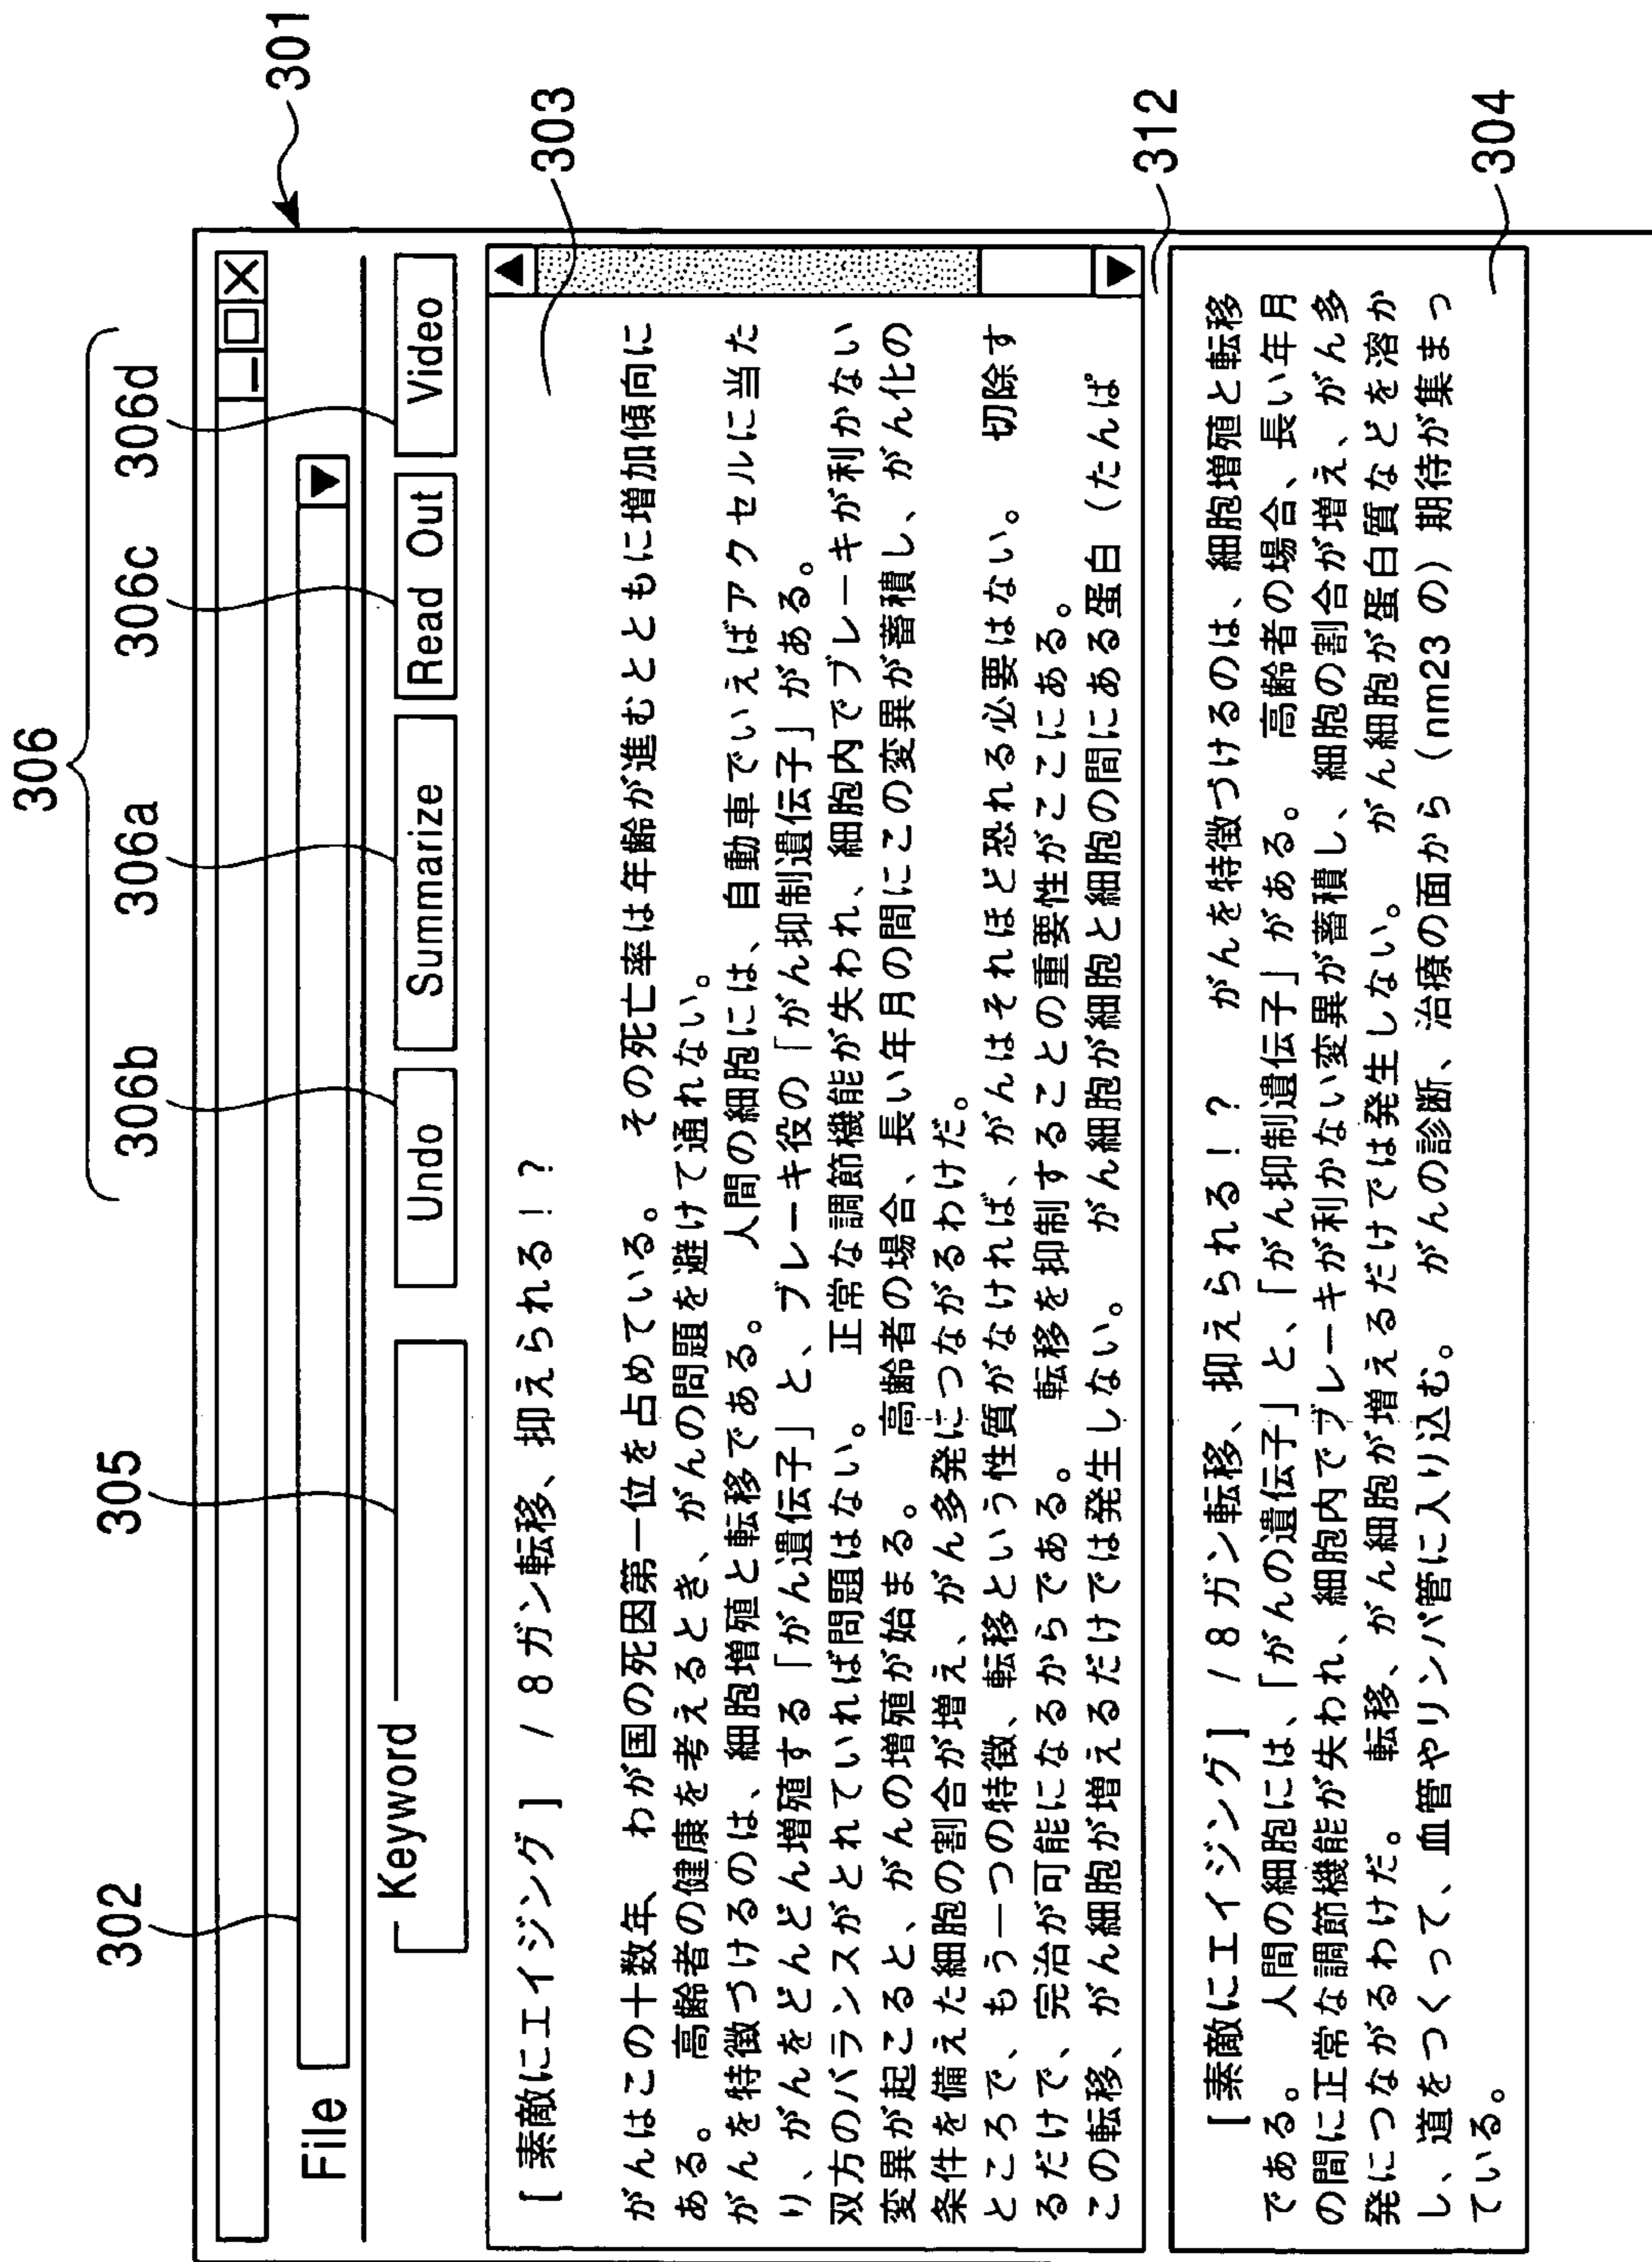 306
306b
306a
306c
306d
305
302
301
File
Keyword
Undo
Summarize
Read Out
Video
303
[素敵にエイジング] /8ガン転移、抑えられる!?
がんはこの十数年、わが国の死因第一位を占めている。 その死亡率は年齢が進むとともに増加傾向に
ある。 高齢者の健康を考えるとき、がんの問題を避けて通れない。
がんを特徴づけるのは、細胞増殖と転移である。 人間の細胞には、自動車でいえばアクセルに当た
り、がんをどんどん増殖する「がん遺伝子」と、ブレーキ役の「がん抑制遺伝子」がある。
双方のバランスがとれていれば問題はない。 正常な調節機能が失われ、細胞内でブレーキが利かない
変異が起こると、がんの増殖が始まる。 高齢者の場合、長い年月の間にこの変異が蓄積し、がん化の
条件を備えた細胞の割合が増え、がん多発につながるわけだ。
ところで、もう一つの特徴、転移という性質がなければ、がんはそれほど恐れる必要はない。 切除す
るだけで、完治が可能になるからである。 転移を抑制することの重要性がここにある。
この転移、がん細胞が増えるだけでは発生しない。 がん細胞が細胞と細胞の間にある蛋白(たんぱ
312
[素敵にエイジング] /8ガン転移、抑えられる!? がんを特徴づけるのは、細胞増殖と転移
である。 人間の細胞には、「がんの遺伝子」と、「がん抑制遺伝子」がある。 高齢者の場合、長い年月
の間に正常な調節機能が失われ、細胞内でブレーキが利かない変異が蓄積し、細胞の割合が増え、がん多
発につながるわけだ。 転移、がん細胞が増えるだけでは発生しない。 がん細胞が蛋白質などを溶か
し、道をつくって、血管やリンパ管に入り込む。 がんの診断、治療の面から(nm23の)期待が集まっ
ている。
304